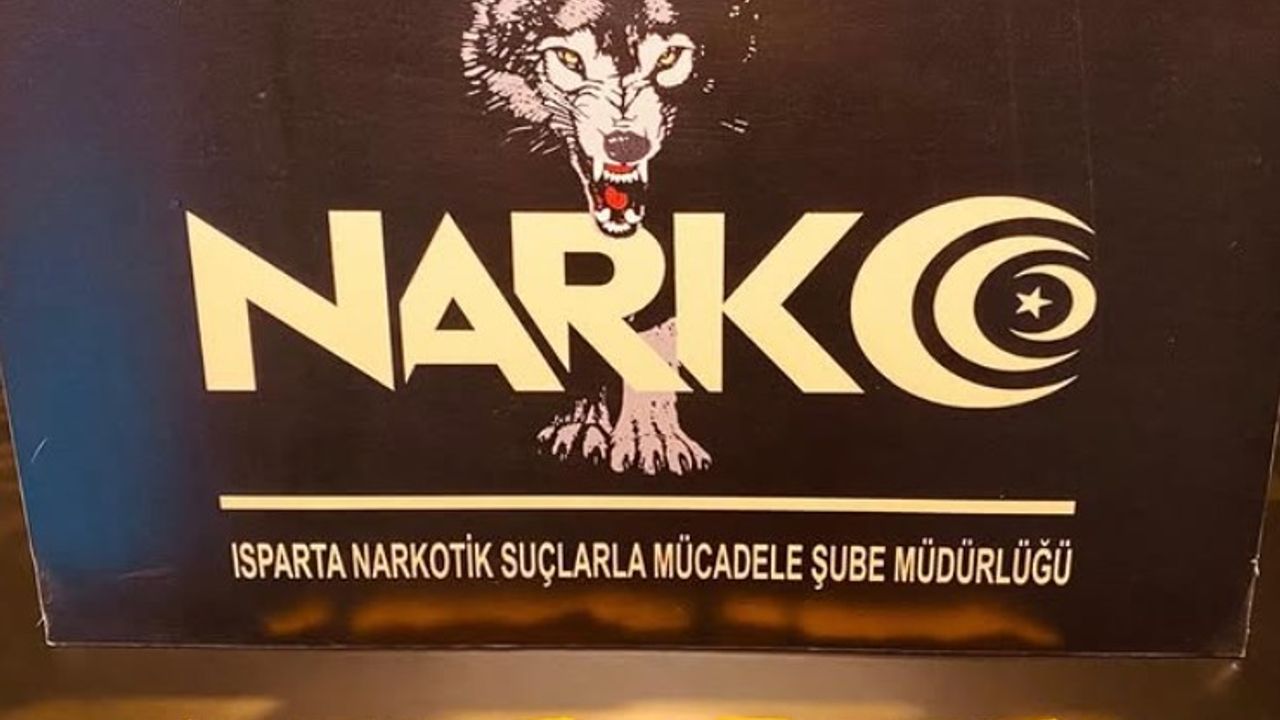 NARKO
ISPARTA NARKOTİK SUÇLARLA MÜCADELE ŞUBE MÜDÜRLÜĞÜ